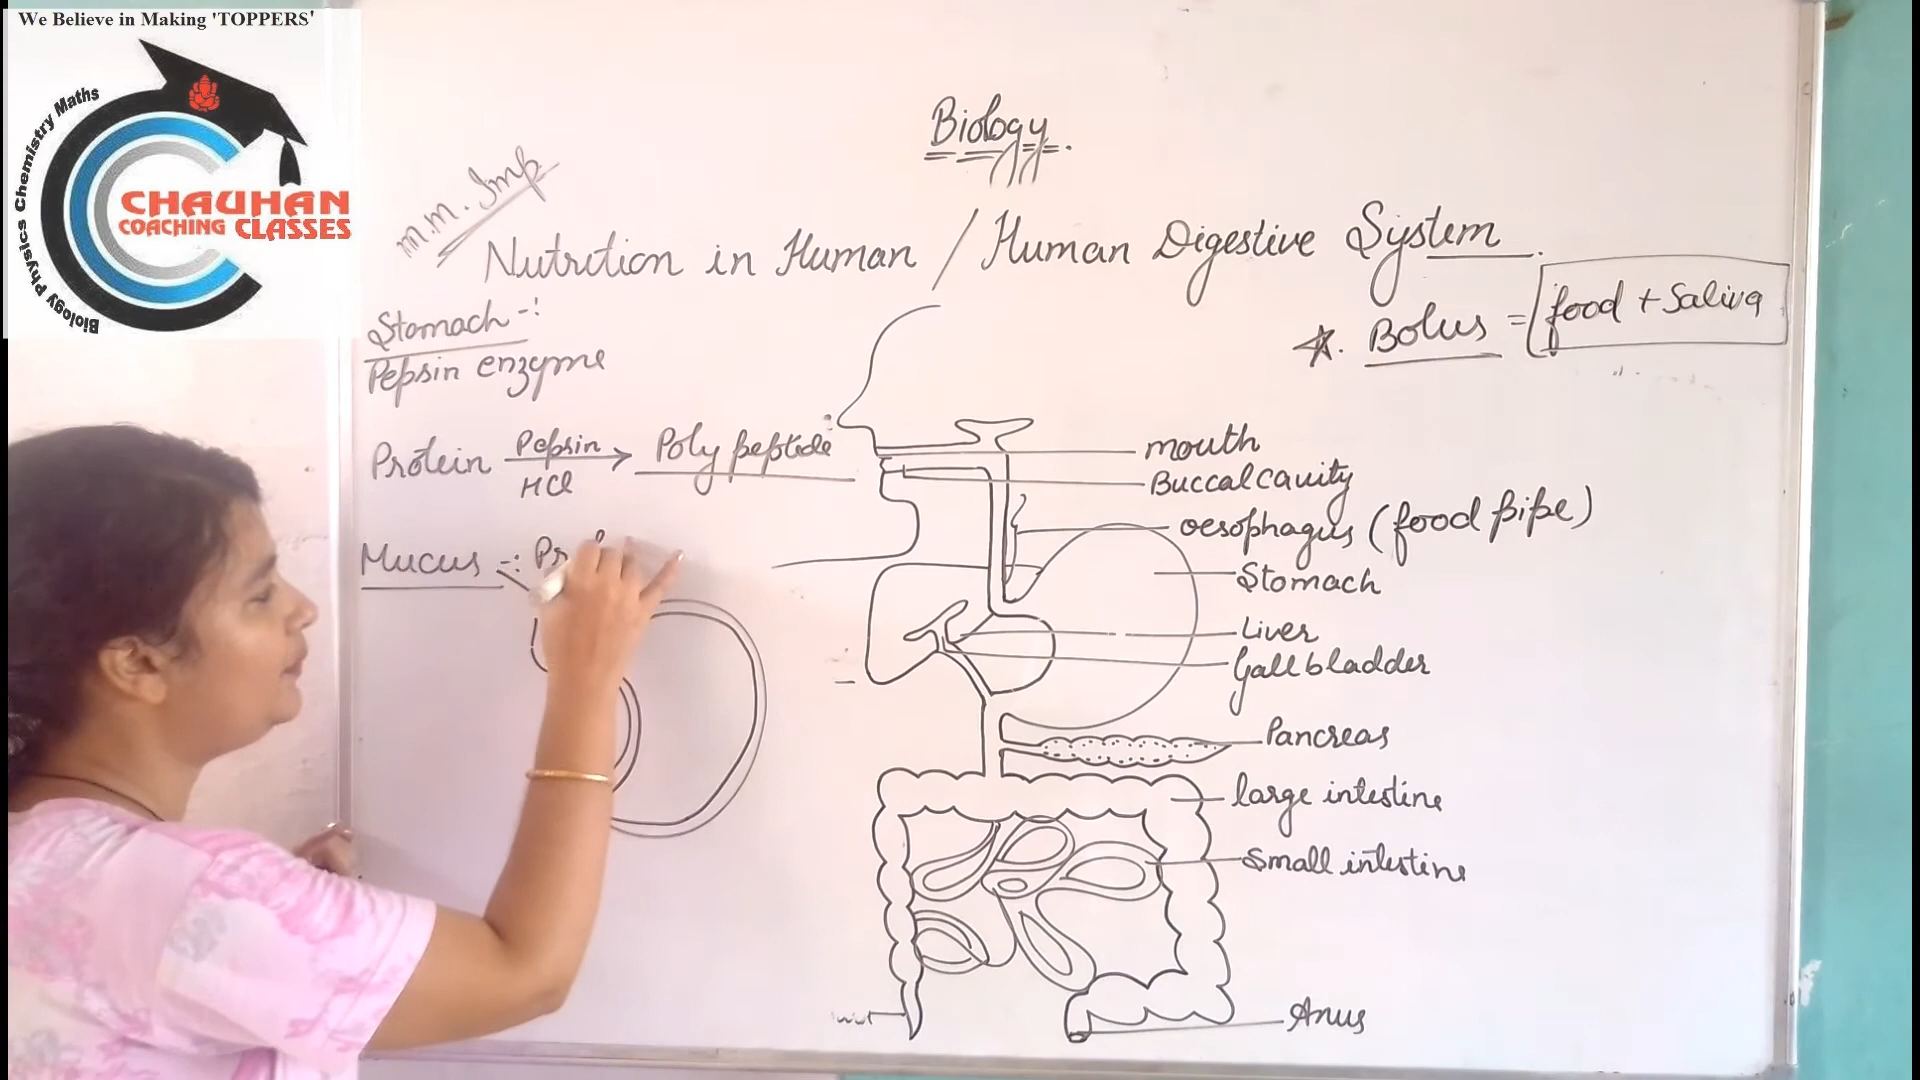 We Believe in Making 'TOPPERS'
Biology Physics Chemistry Maths
CHAUHAN
COACHING CLASSES
Biology.
M.M. Imp
Nutrition in Human / Human Digestive System.
Stomach -:
Pepsin enzyme
Bolus = food + Saliva
Protein Pepsin HCl → Poly peptide
Mucus -: Pr
mouth
Buccal cavity
oesophagus (food pipe)
Stomach
Liver
Gall bladder
Pancreas
large intestine
Small intestine
Anus